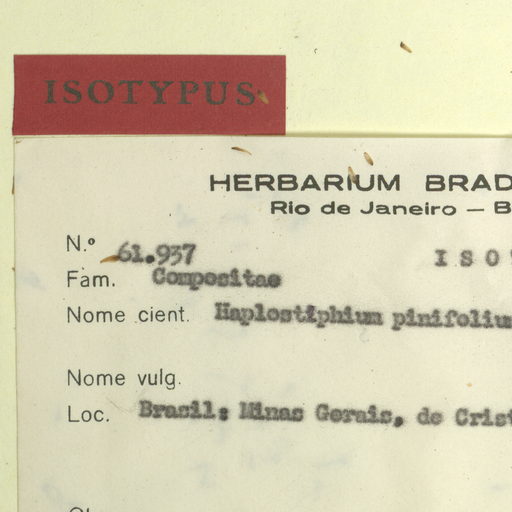 ISOTYPUS
HERBARIUM BRAD
Rio de Janeiro — B
N.º 61.937 ISO
Fam. Compositae
Nome cient. Haplostiphium pinifolium
Nome vulg.
Loc. Brasil: Minas Gerais, de Crist